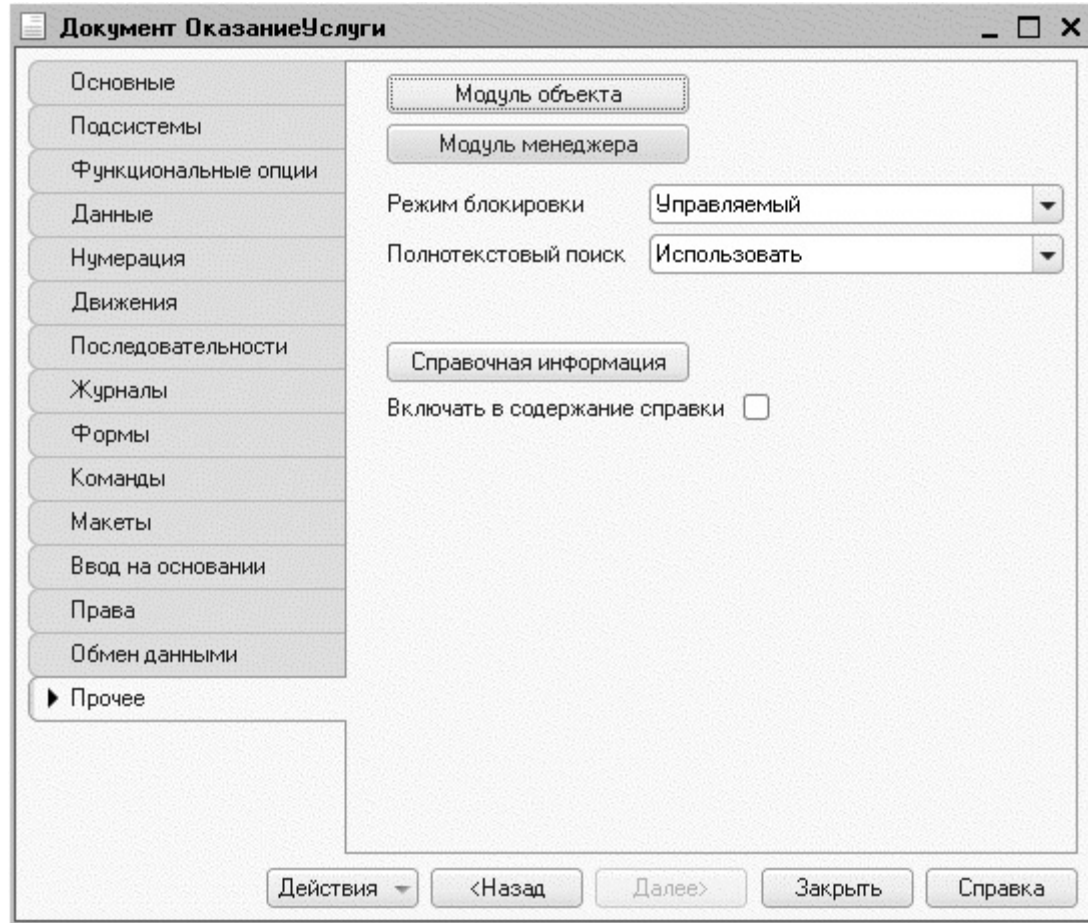 Документ ОказаниеУслуги
Основные
Подсистемы
Функциональные опции
Данные
Нумерация
Движения
Последовательности
Журналы
Формы
Команды
Макеты
Ввод на основании
Права
Обмен данными
Прочее
Модуль объекта
Модуль менеджера
Режим блокировки Управляемый
Полнотекстовый поиск Использовать
Справочная информация
Включать в содержание справки
Действия <Назад Далее> Закрыть Справка